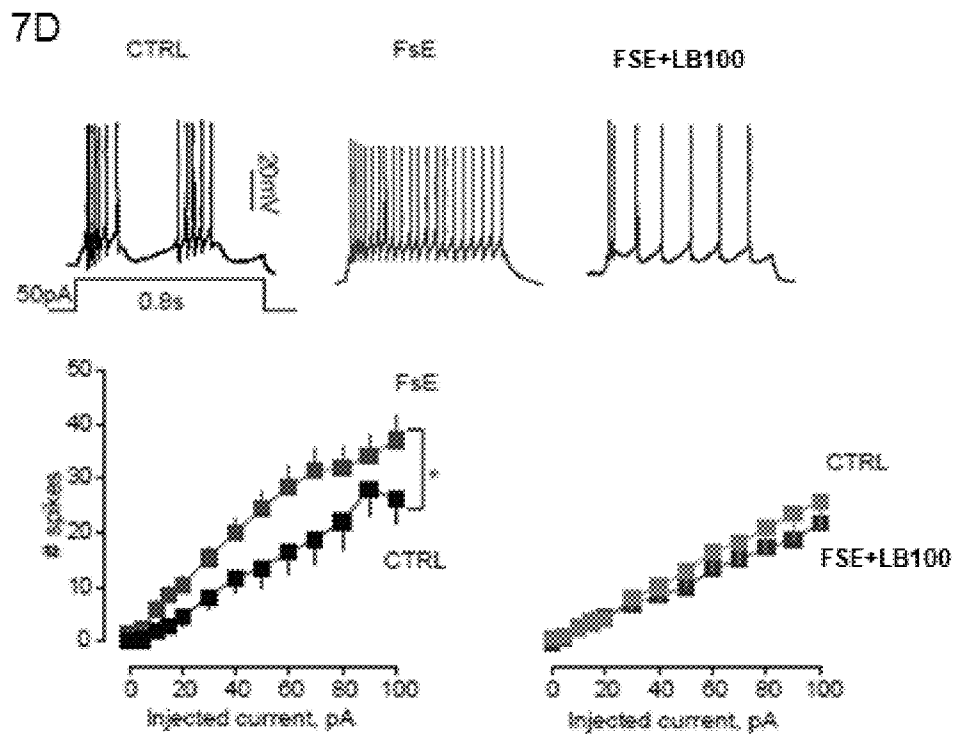 7D
CTRL
FsE
FSE+LB100
20mV
50pA
0.8s
50
40
30
20
10
0
# spikes
FsE
*
CTRL
0 20 40 60 80 100
Injected current, pA
CTRL
FSE+LB100
0 20 40 60 80 100
Injected current, pA